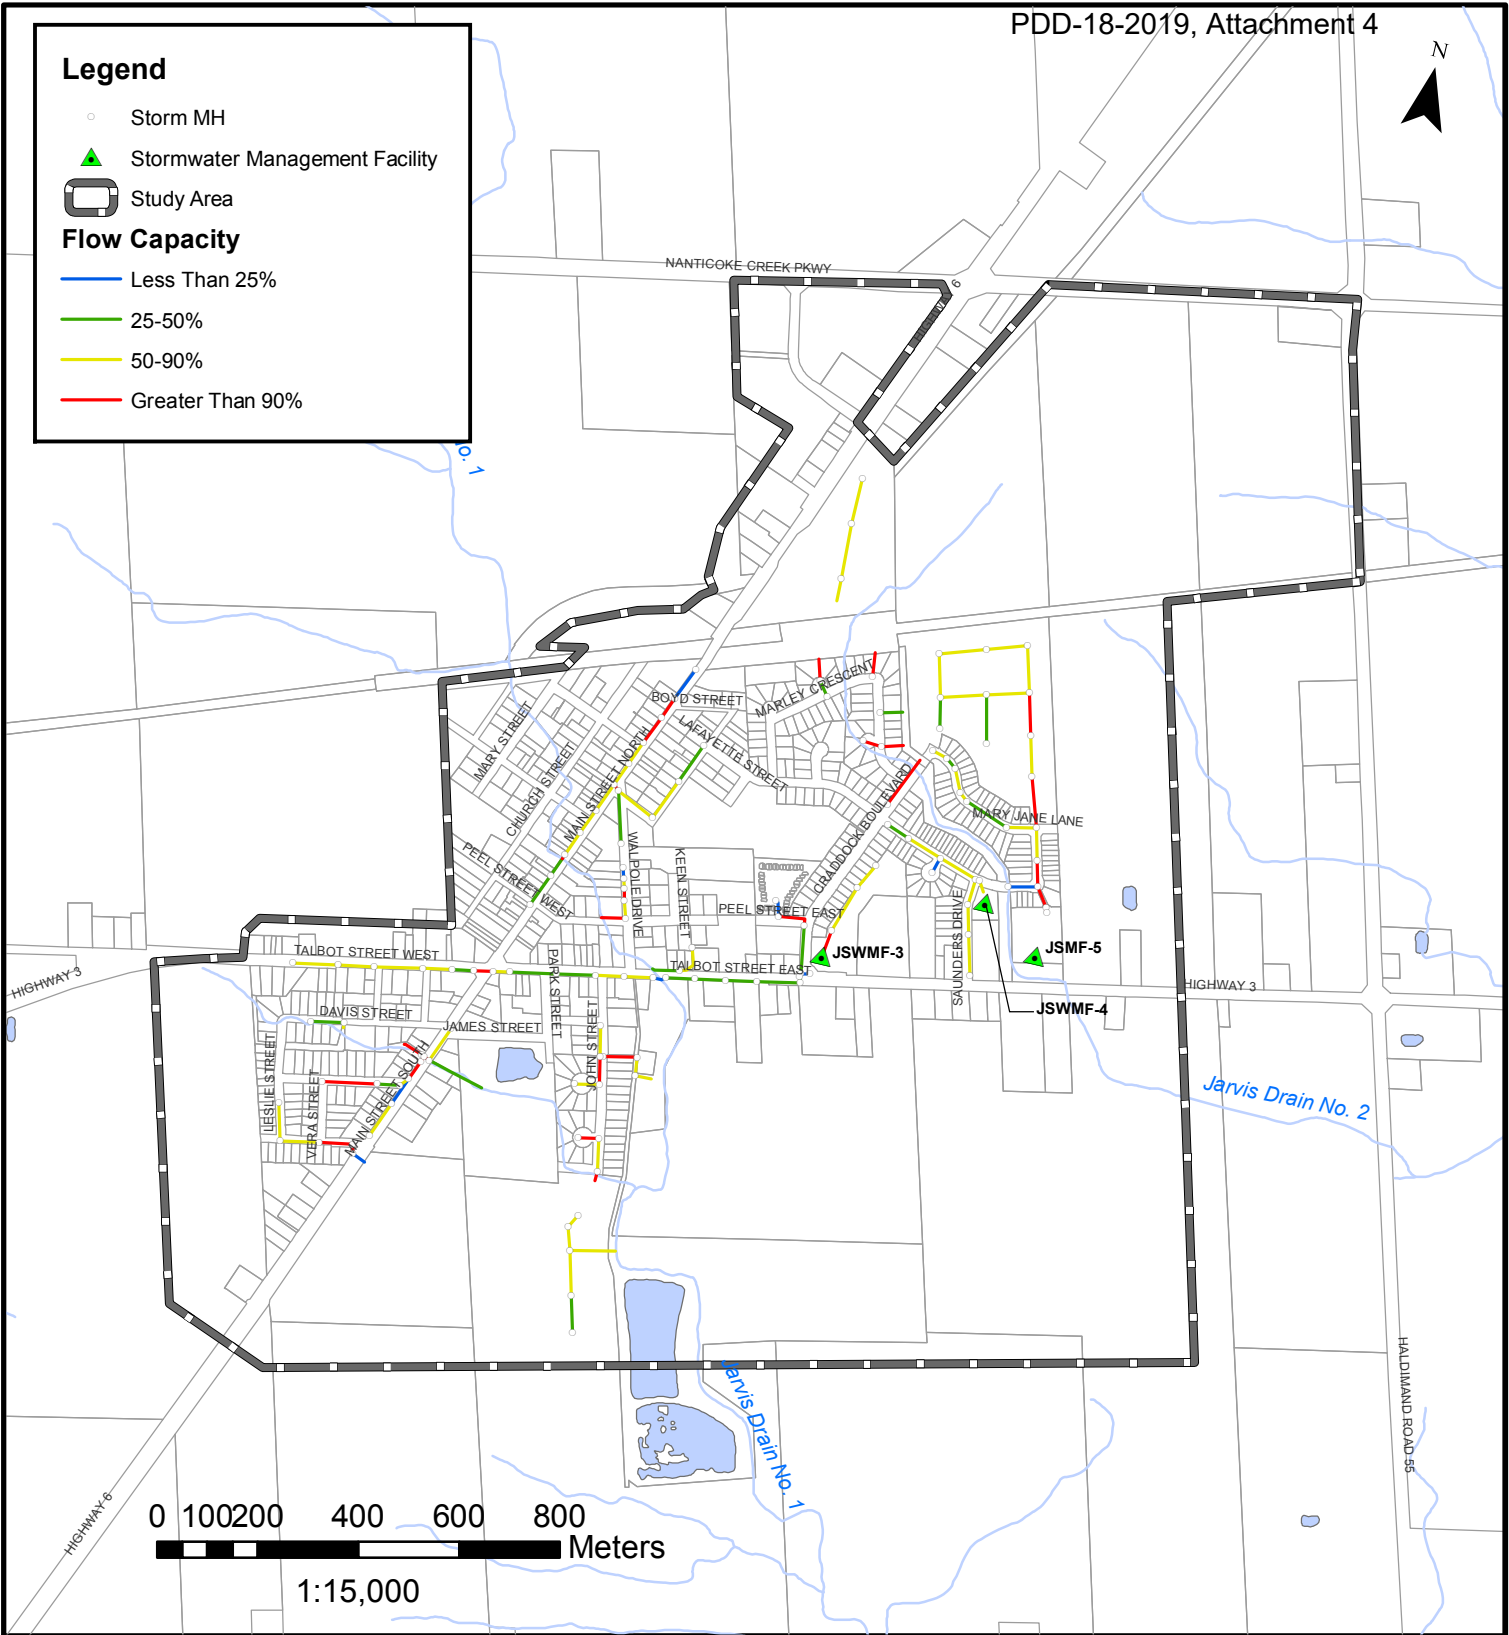 PDD-18-2019, Attachment 4
N
Legend
Storm MH
Stormwater Management Facility
Study Area
Flow Capacity
Less Than 25%
25-50%
50-90%
Greater Than 90%
o. 1
NANTICOKE CREEK PKWY
HIGHWAY 6
BOYD STREET
MARLEY CRESCENT
MARY STREET
LAFAYETTE STREET
CHURCH STREET
MAIN STREET NORTH
CRADDOCK BOULEVARD
MARY JANE LANE
PEEL STREET WEST
WALPOLE DRIVE
KEEN STREET
PEEL STREET EAST
SAUNDERS DRIVE
JSWMF-3
JSMF-5
JSWMF-4
TALBOT STREET WEST
PARK STREET
TALBOT STREET EAST
HIGHWAY 3
HIGHWAY 3
DAVIS STREET
JAMES STREET
JOHN STREET
LESLIE STREET
VERA STREET
MAIN STREET SOUTH
Jarvis Drain No. 2
HALDIMAND ROAD 55
Jarvis Drain No. 1
HIGHWAY 6
0 100 200 400 600 800
Meters
1:15,000